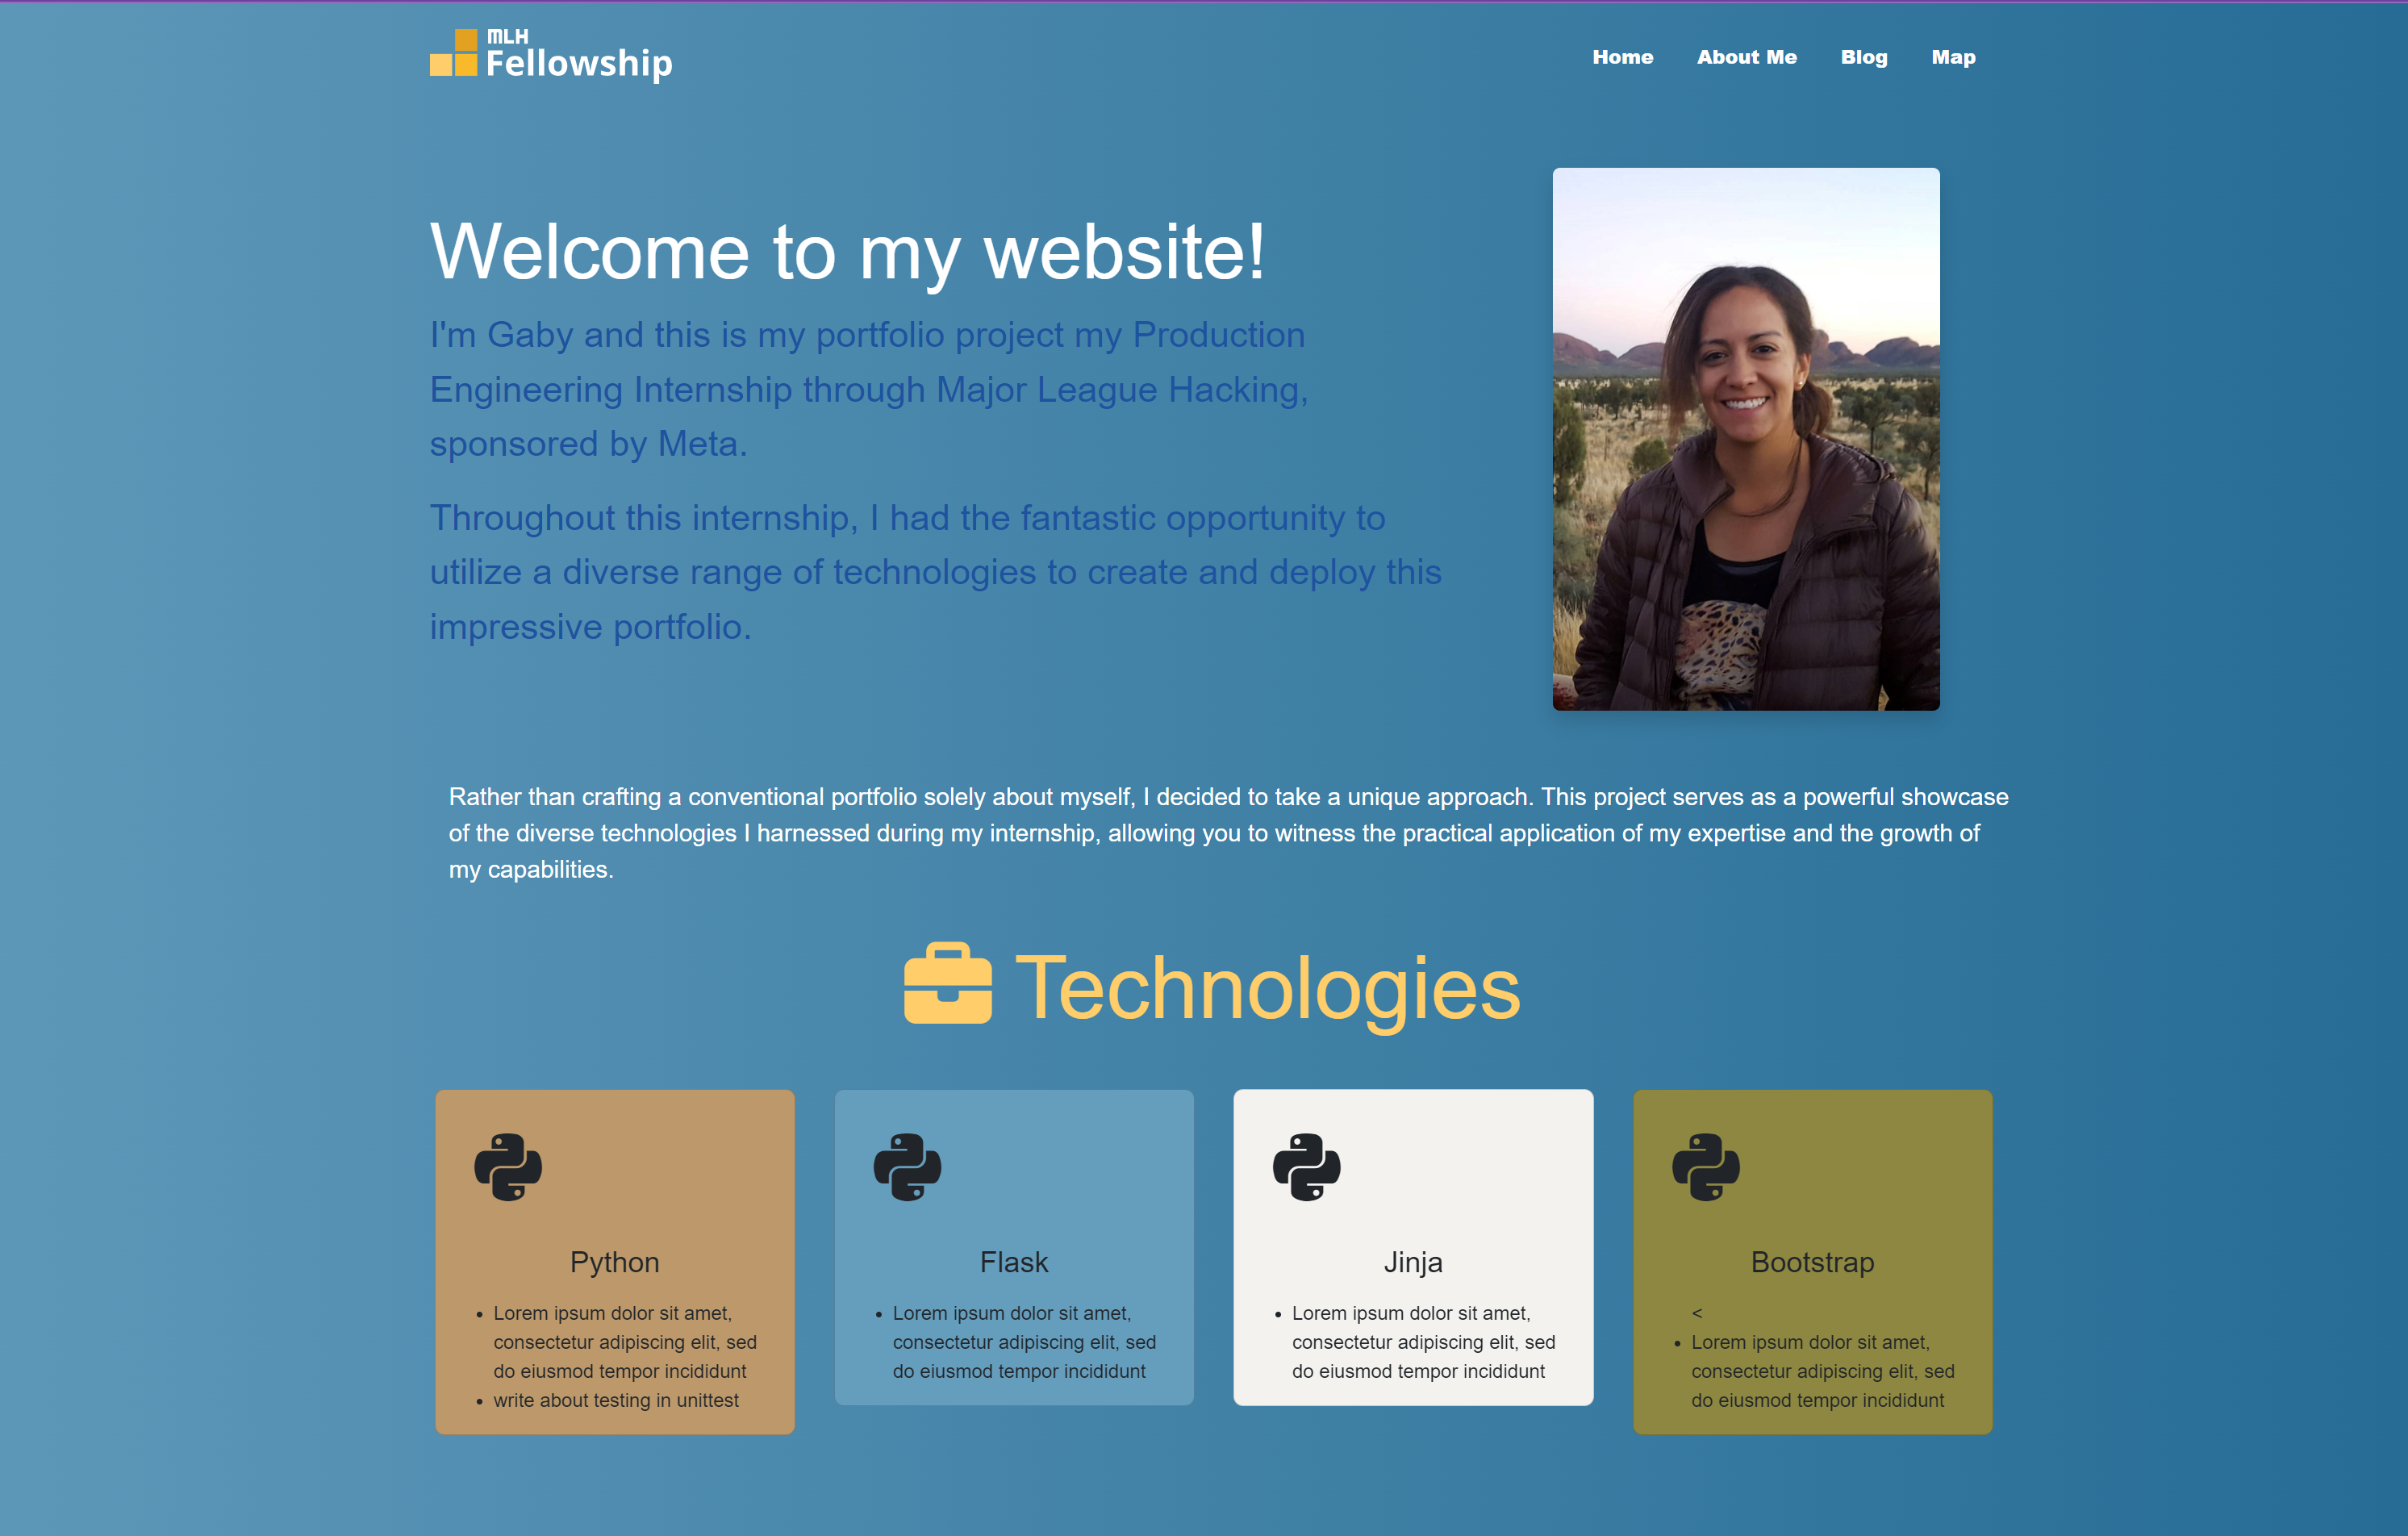 MLH
Fellowship
Home About Me Blog Map
Welcome to my website!
I'm Gaby and this is my portfolio project my Production
Engineering Internship through Major League Hacking,
sponsored by Meta.
Throughout this internship, I had the fantastic opportunity to
utilize a diverse range of technologies to create and deploy this
impressive portfolio.
Rather than crafting a conventional portfolio solely about myself, I decided to take a unique approach. This project serves as a powerful showcase
of the diverse technologies I harnessed during my internship, allowing you to witness the practical application of my expertise and the growth of
my capabilities.
Technologies
Python
• Lorem ipsum dolor sit amet,
consectetur adipiscing elit, sed
do eiusmod tempor incididunt
• write about testing in unittest
Flask
• Lorem ipsum dolor sit amet,
consectetur adipiscing elit, sed
do eiusmod tempor incididunt
Jinja
• Lorem ipsum dolor sit amet,
consectetur adipiscing elit, sed
do eiusmod tempor incididunt
Bootstrap
<
• Lorem ipsum dolor sit amet,
consectetur adipiscing elit, sed
do eiusmod tempor incididunt